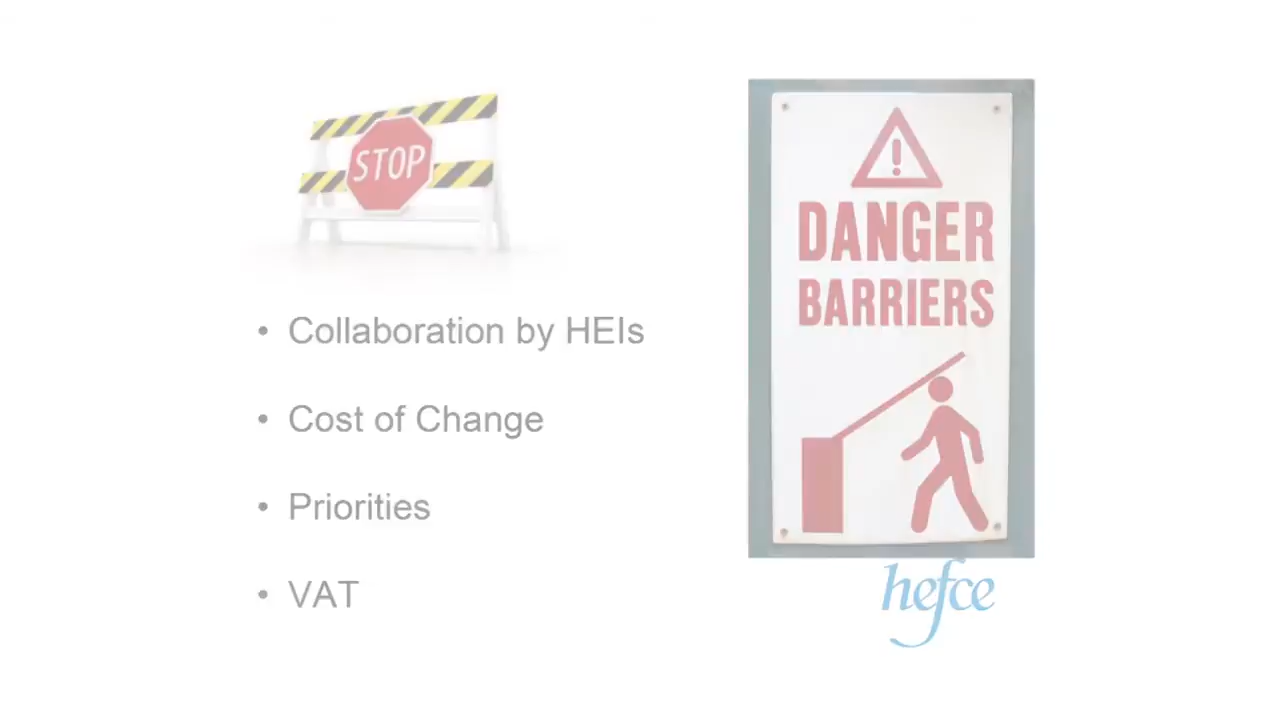 STOP
• Collaboration by HEIs
• Cost of Change
• Priorities
• VAT
!
DANGER
BARRIERS
hefce